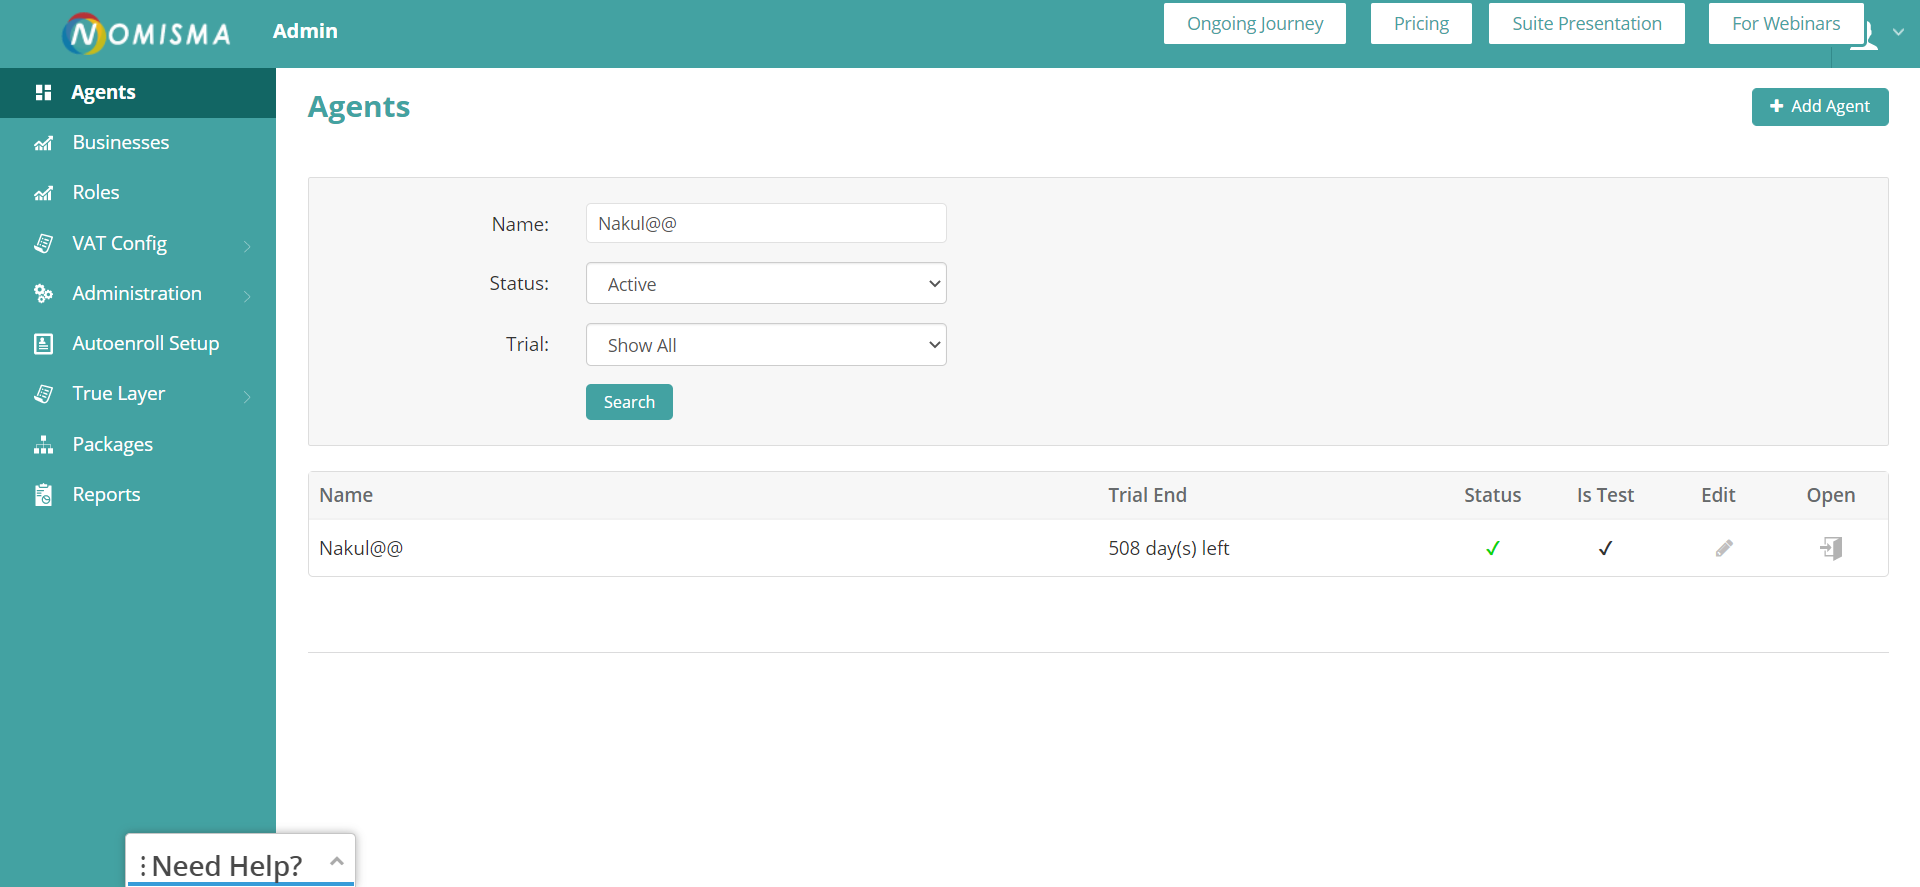 NOMISMA
Admin
Ongoing Journey
Pricing
Suite Presentation
For Webinars
Agents
Businesses
Roles
VAT Config
Administration
Autoenroll Setup
True Layer
Packages
Reports
Agents
Add Agent
Name: Nakul@@
Status: Active
Trial: Show All
Search
Name Trial End Status Is Test Edit Open
Nakul@@ 508 day(s) left
Need Help?